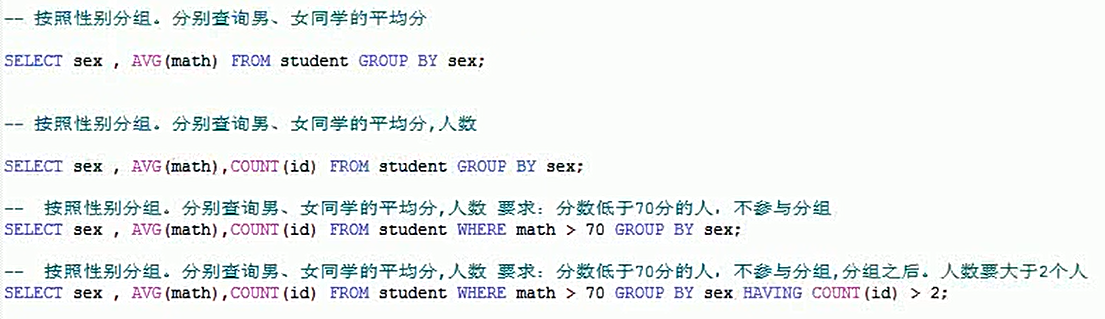 -- 按照性别分组。分别查询男、女同学的平均分
SELECT sex , AVG(math) FROM student GROUP BY sex;
-- 按照性别分组。分别查询男、女同学的平均分,人数
SELECT sex , AVG(math),COUNT(id) FROM student GROUP BY sex;
--  按照性别分组。分别查询男、女同学的平均分,人数 要求：分数低于70分的人，不参与分组
SELECT sex , AVG(math),COUNT(id) FROM student WHERE math > 70 GROUP BY sex;
--  按照性别分组。分别查询男、女同学的平均分,人数 要求：分数低于70分的人，不参与分组,分组之后。人数要大于2个人
SELECT sex , AVG(math),COUNT(id) FROM student WHERE math > 70 GROUP BY sex HAVING COUNT(id) > 2;